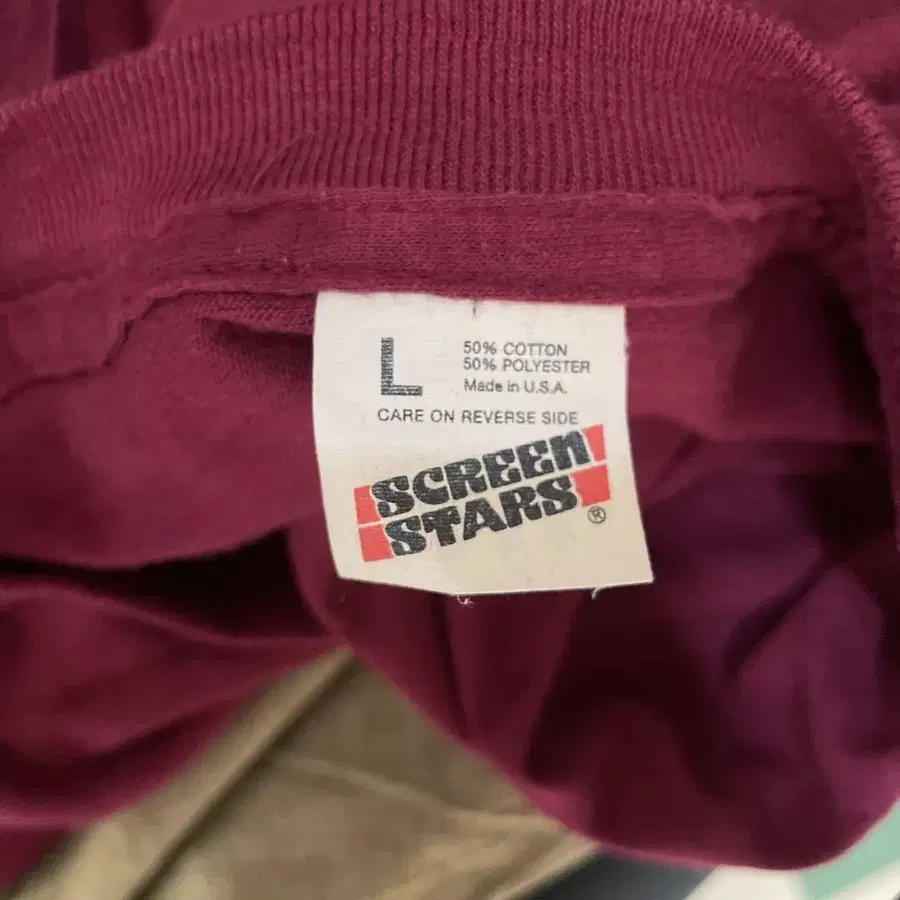 L
50% COTTON
50% POLYESTER
Made in U.S.A.
CARE ON REVERSE SIDE
SCREEN
STARS ®